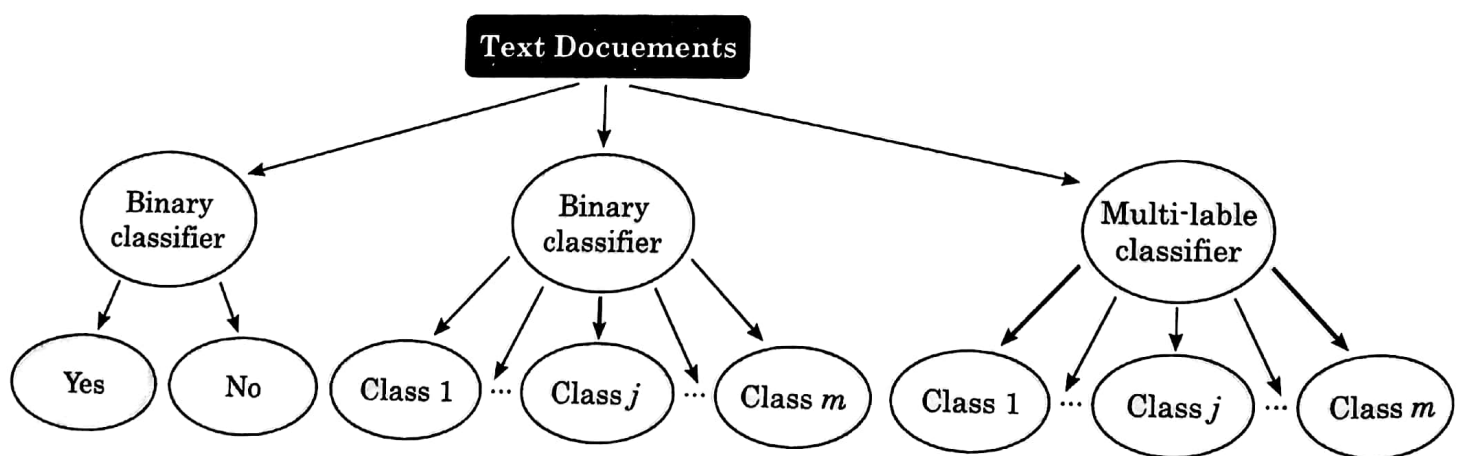 Text Docuements
Binary
classifier
Binary
classifier
Multi-lable
classifier
Yes
No
Class 1
...
Class j
...
Class m
Class 1
...
Class j
...
Class m